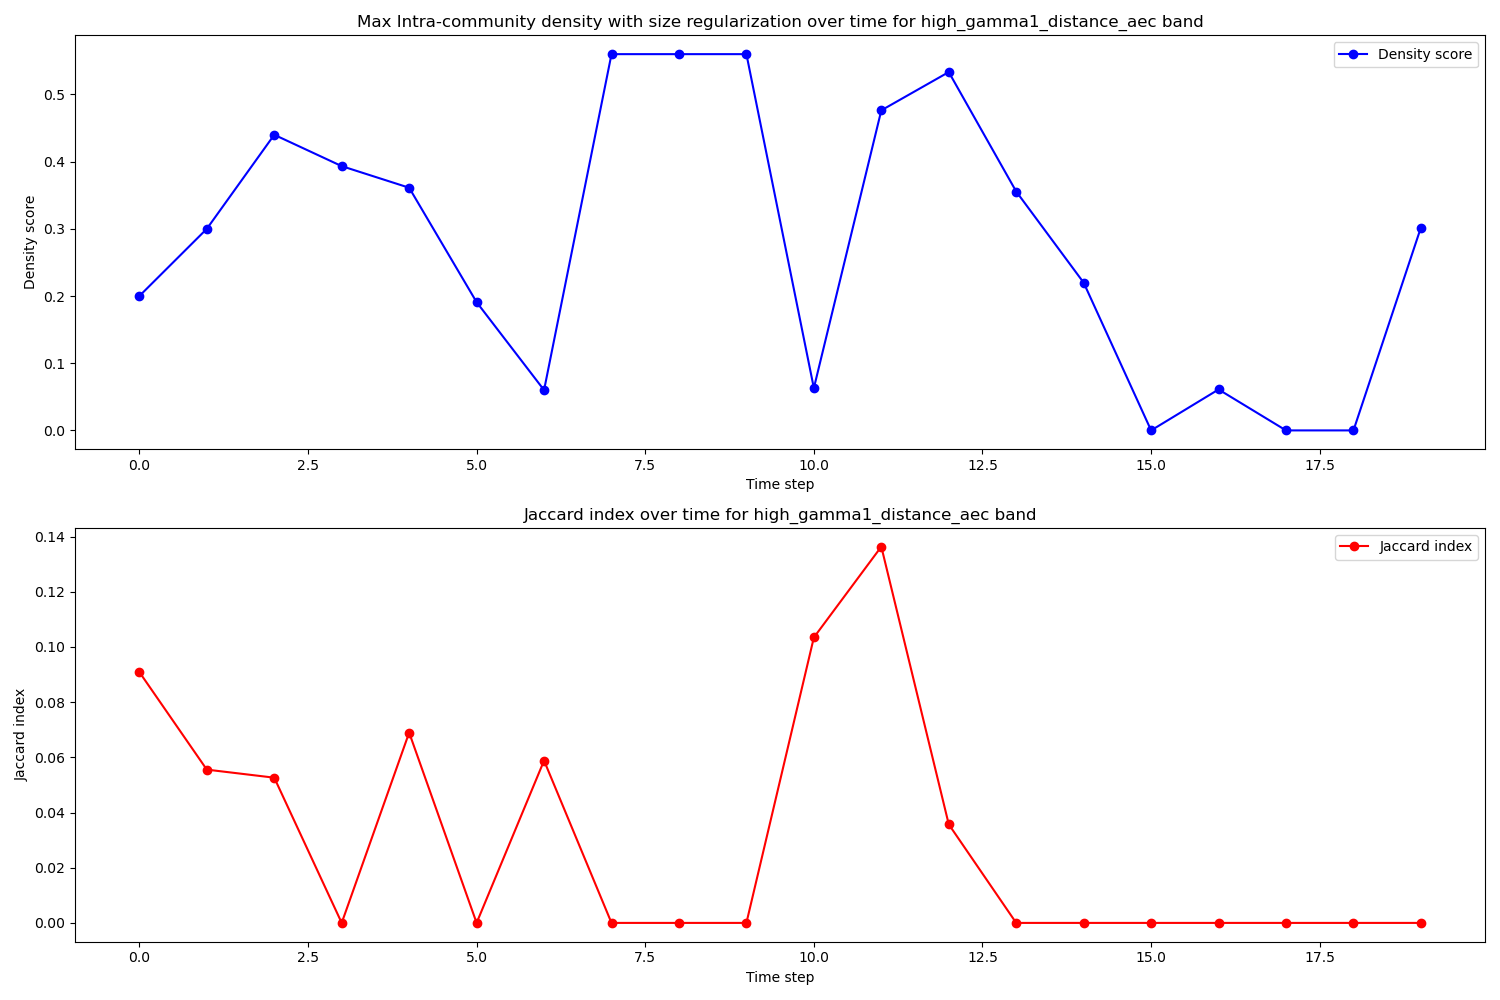 Max Intra-community density with size regularization over time for high_gamma1_distance_aec band
Density score
Density score
0.5
0.4
0.3
0.2
0.1
0.0
0.0 2.5 5.0 7.5 10.0 12.5 15.0 17.5
Time step
Jaccard index over time for high_gamma1_distance_aec band
Jaccard index
Jaccard index
0.14
0.12
0.10
0.08
0.06
0.04
0.02
0.00
0.0 2.5 5.0 7.5 10.0 12.5 15.0 17.5
Time step